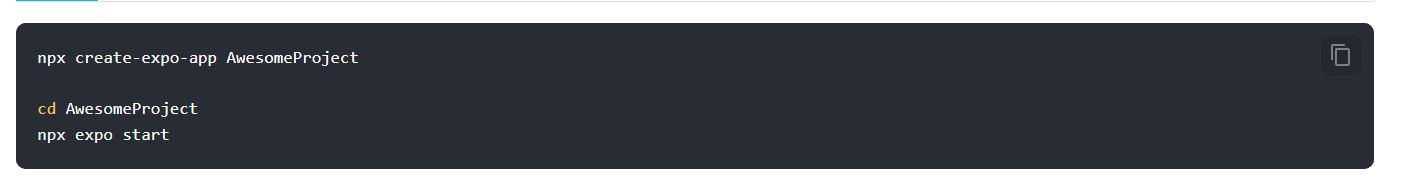 npx create-expo-app AwesomeProject
cd AwesomeProject
npx expo start